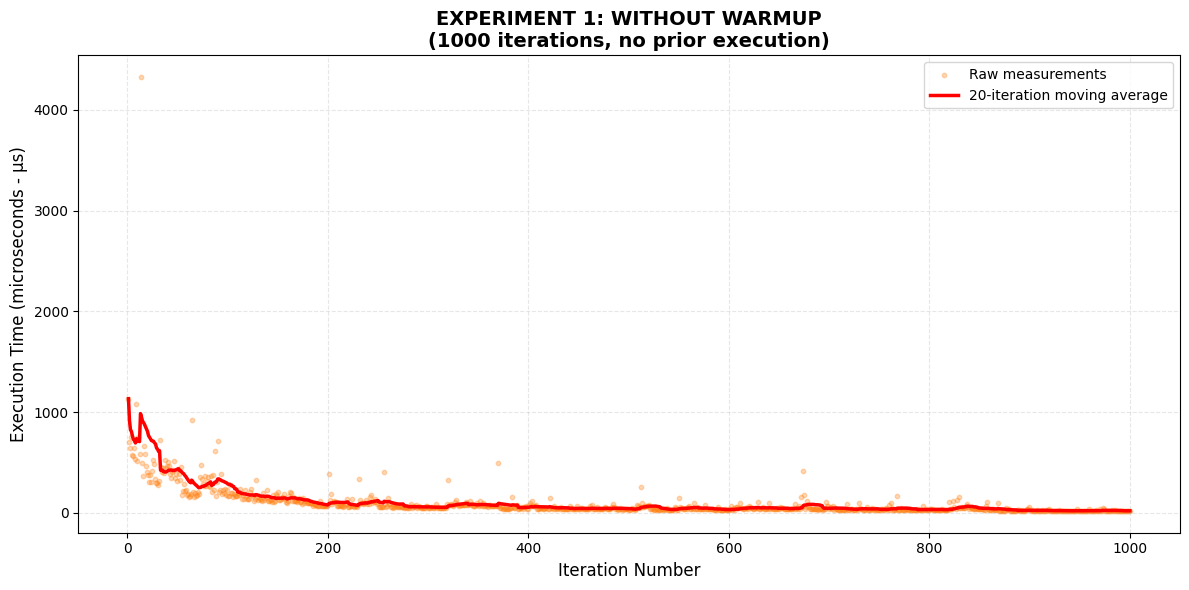 EXPERIMENT 1: WITHOUT WARMUP
(1000 iterations, no prior execution)
Raw measurements
20-iteration moving average
Execution Time (microseconds - µs)
4000
3000
2000
1000
0
0
200
400
600
800
1000
Iteration Number